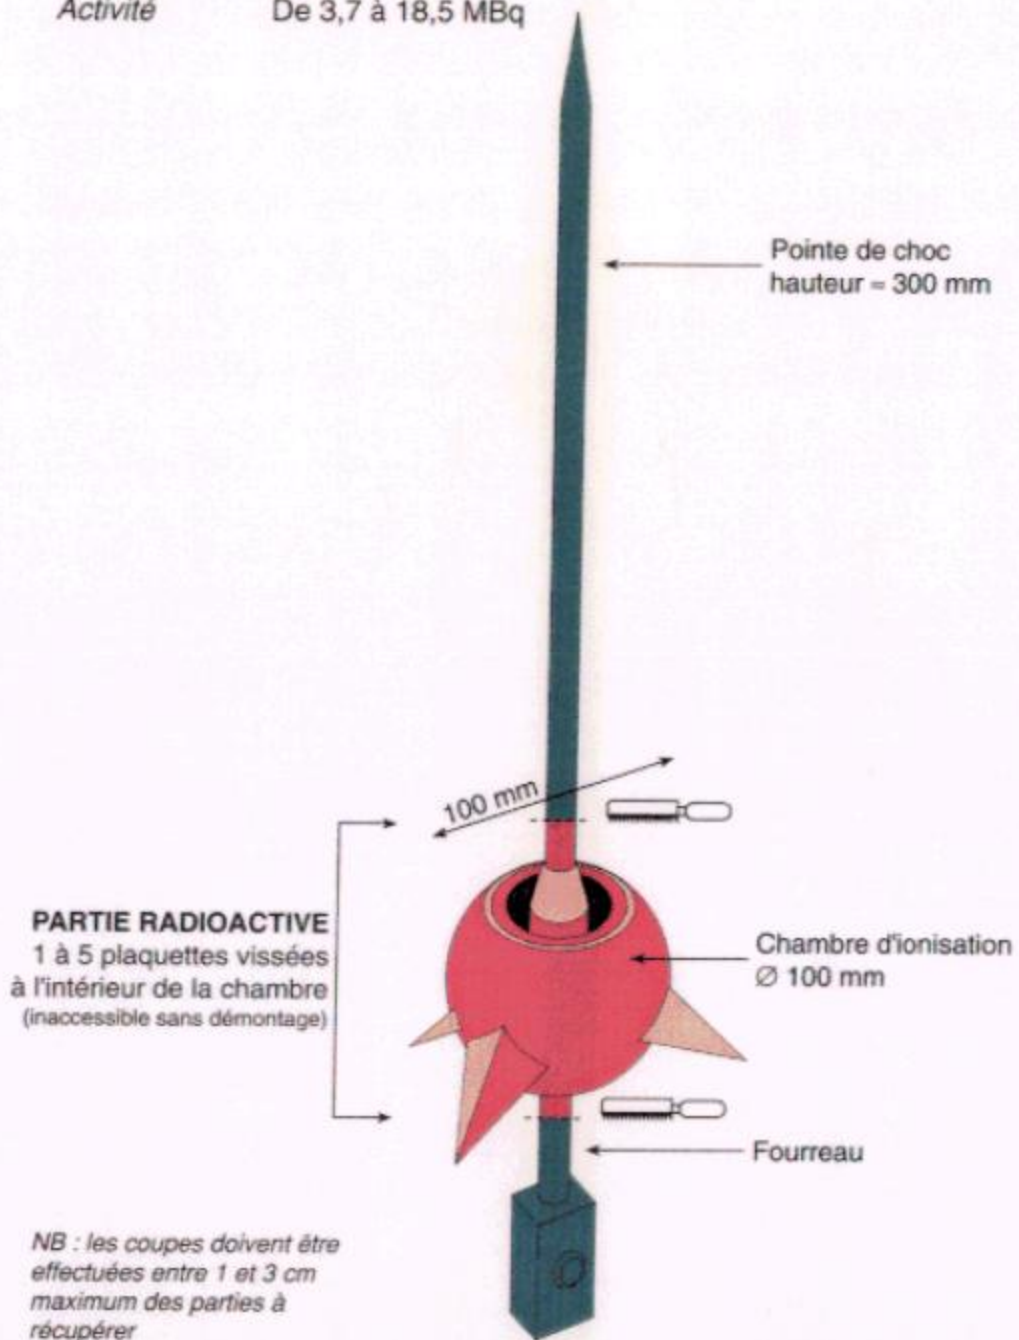 Activité De 3,7 à 18,5 MBq
Pointe de choc
hauteur = 300 mm
100 mm
PARTIE RADIOACTIVE
1 à 5 plaquettes vissées
à l'intérieur de la chambre
(inaccessible sans démontage)
Chambre d'ionisation
Ø 100 mm
Fourreau
NB : les coupes doivent être
effectuées entre 1 et 3 cm
maximum des parties à
récupérer